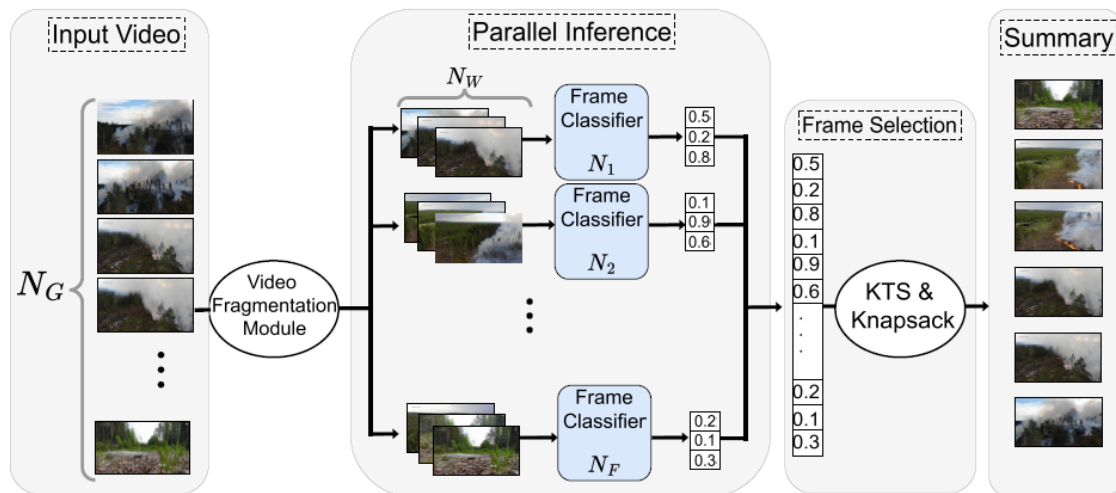 Input Video
N_G
Video
Fragmentation
Module
Parallel Inference
N_W
Frame
Classifier
N_1
0.5
0.2
0.8
Frame
Classifier
N_2
0.1
0.9
0.6
Frame
Classifier
N_F
0.2
0.1
0.3
Frame Selection
0.5
0.2
0.8
0.1
0.9
0.6
.
.
.
0.2
0.1
0.3
KTS &
Knapsack
Summary